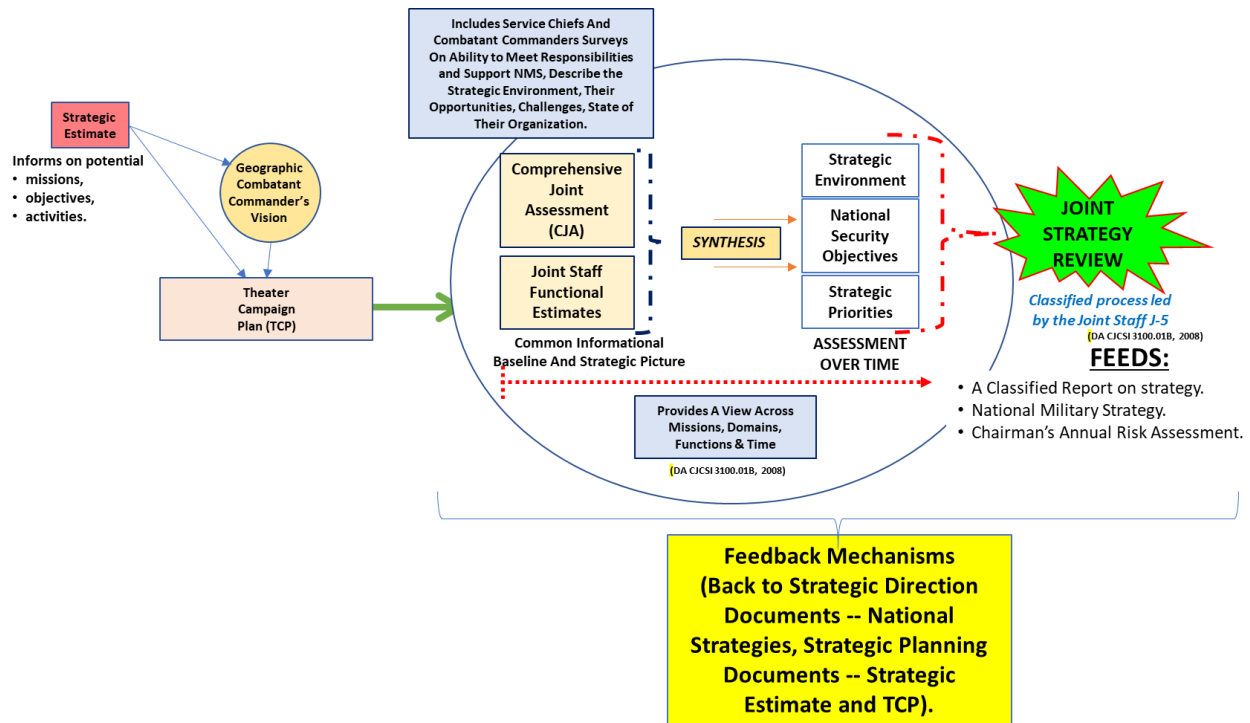 Includes Service Chiefs And
Combatant Commanders Surveys
On Ability to Meet Responsibilities
and Support NMS, Describe the
Strategic Environment, Their
Opportunities, Challenges, State of
Their Organization.
Strategic
Estimate
Informs on potential
• missions,
• objectives,
• activities.
Geographic
Combatant
Commander's
Vision
Theater
Campaign
Plan (TCP)
Comprehensive
Joint
Assessment
(CJA)
Joint Staff
Functional
Estimates
Common Informational
Baseline And Strategic Picture
SYNTHESIS
Strategic
Environment
National
Security
Objectives
Strategic
Priorities
ASSESSMENT
OVER TIME
Provides A View Across
Missions, Domains,
Functions & Time
(DA CJCSI 3100.01B, 2008)
JOINT
STRATEGY
REVIEW
Classified process led
by the Joint Staff J-5
(DA CJCSI 3100.01B, 2008)
FEEDS:
• A Classified Report on strategy.
• National Military Strategy.
• Chairman's Annual Risk Assessment.
Feedback Mechanisms
(Back to Strategic Direction
Documents -- National
Strategies, Strategic Planning
Documents -- Strategic
Estimate and TCP).